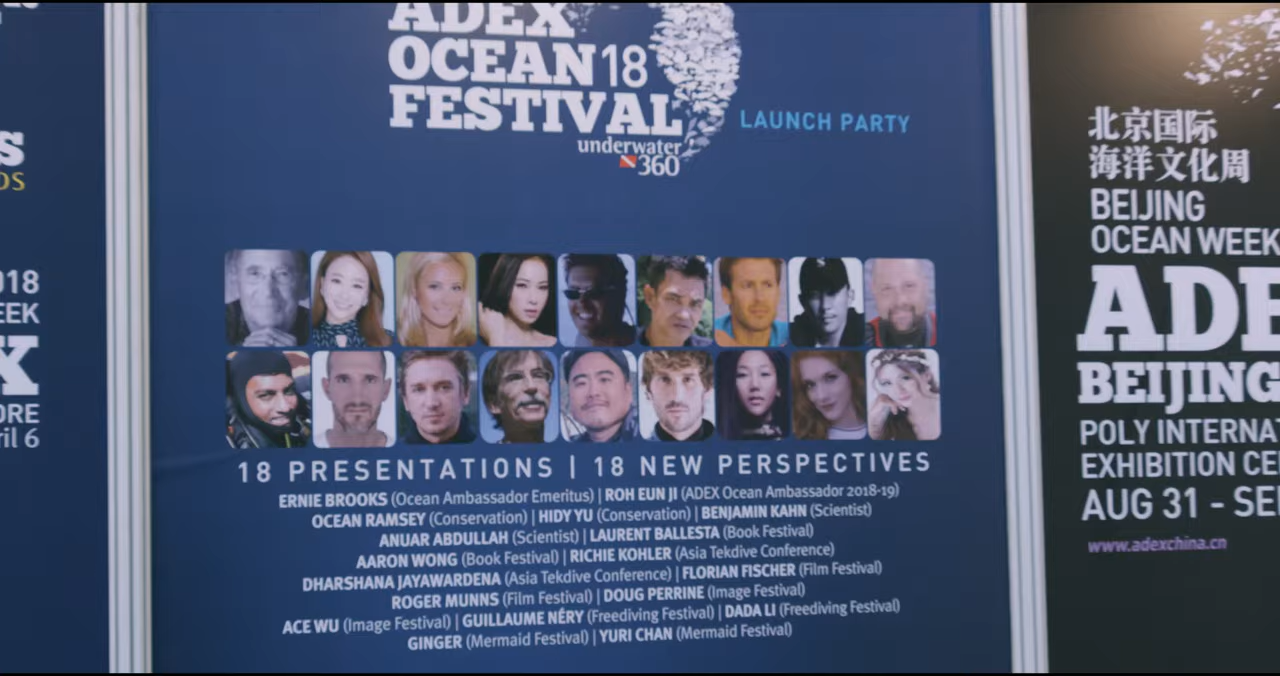 S
DS
018
EEK
X
ORE
ril 6
ADEX
OCEAN 18
FESTIVAL
underwater
360
LAUNCH PARTY
18 PRESENTATIONS | 18 NEW PERSPECTIVES
ERNIE BROOKS (Ocean Ambassador Emeritus) | ROH EUN JI (ADEX Ocean Ambassador 2018-19)
OCEAN RAMSEY (Conservation) | HIDY YU (Conservation) | BENJAMIN KAHN (Scientist)
ANUAR ABDULLAH (Scientist) | LAURENT BALLESTA (Book Festival)
AARON WONG (Book Festival) | RICHIE KOHLER (Asia Tekdive Conference)
DHARSHANA JAYAWARDENA (Asia Tekdive Conference) | FLORIAN FISCHER (Film Festival)
ROGER MUNNS (Film Festival) | DOUG PERRINE (Image Festival)
ACE WU (Image Festival) | GUILLAUME NÉRY (Freediving Festival) | DADA LI (Freediving Festival)
GINGER (Mermaid Festival) | YURI CHAN (Mermaid Festival)
北京国际
海洋文化周
BEIJING
OCEAN WEEK
ADE
BEIJING
POLY INTERNA
EXHIBITION CE
AUG 31 - SE
www.adexchina.cn